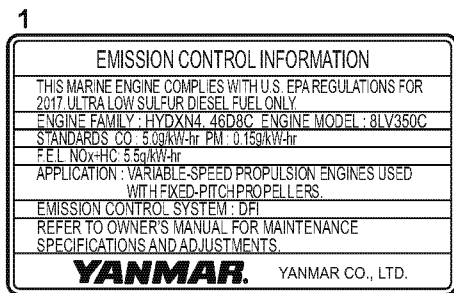 1
EMISSION CONTROL INFORMATION
THIS MARINE ENGINE COMPLIES WITH U.S. EPA REGULATIONS FOR
2017. ULTRA LOW SULFUR DIESEL FUEL ONLY.
ENGINE FAMILY : HYDXN4. 46D8C ENGINE MODEL : 8LV350C
STANDARDS CO : 5.0g/kW-hr PM : 0.15g/kW-hr
F.E.L. NOx+HC: 5.5g/kW-hr
APPLICATION : VARIABLE-SPEED PROPULSION ENGINES USED
WITH FIXED-PITCH PROPELLERS.
EMISSION CONTROL SYSTEM : DFI
REFER TO OWNER'S MANUAL FOR MAINTENANCE
SPECIFICATIONS AND ADJUSTMENTS.
YANMAR. YANMAR CO., LTD.